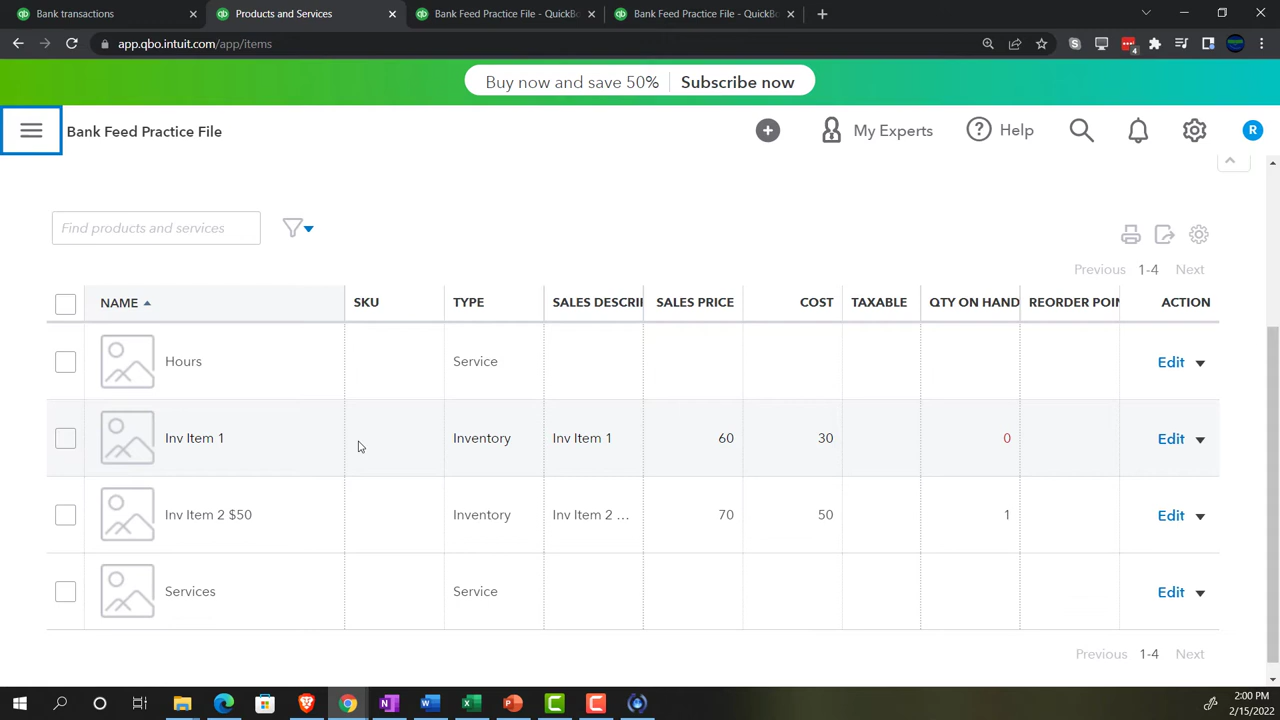 Bank transactions
Products and Services
Bank Feed Practice File - QuickBo
Bank Feed Practice File - QuickBo
app.qbo.intuit.com/app/items
4
Buy now and save 50% Subscribe now
Bank Feed Practice File
My Experts
Help
R
Find products and services
Previous 1-4 Next
NAME SKU TYPE SALES DESCRI SALES PRICE COST TAXABLE QTY ON HAND REORDER POI ACTION
Hours Service Edit
Inv Item 1 Inventory Inv Item 1 60 30 0 Edit
Inv Item 2 $50 Inventory Inv Item 2 ... 70 50 1 Edit
Services Service Edit
Previous 1-4 Next
2:00 PM
2/15/2022